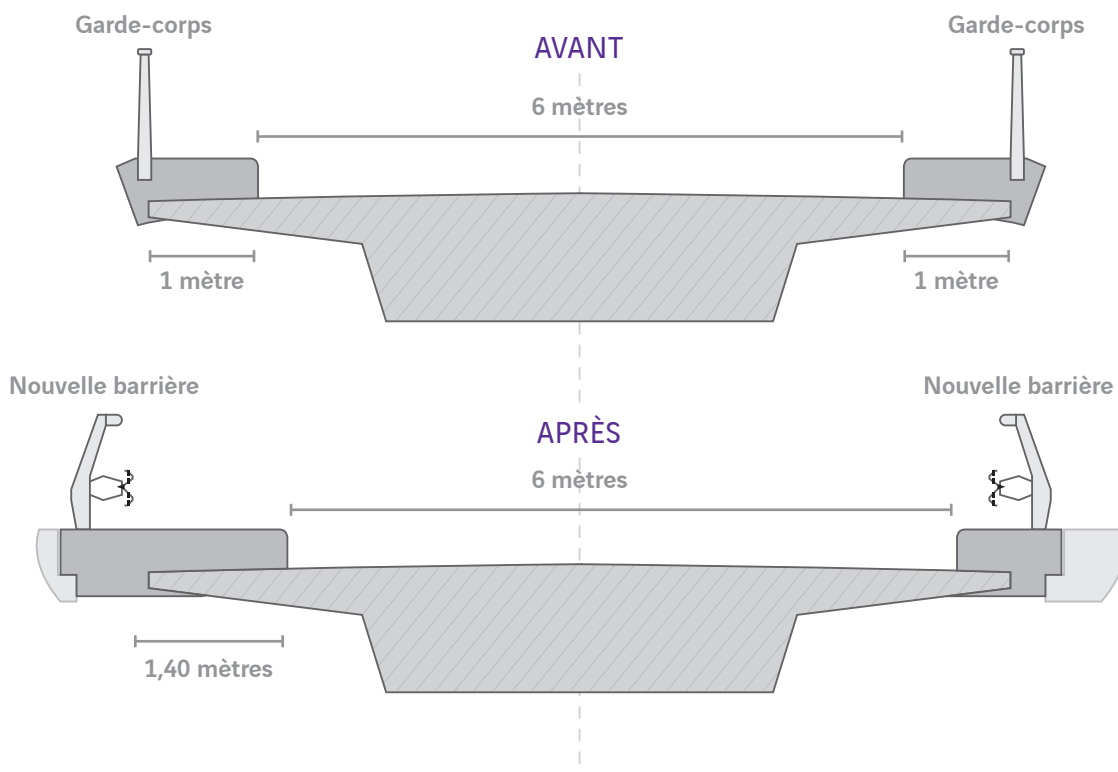 Garde-corps
Garde-corps
AVANT
6 mètres
1 mètre
1 mètre
Nouvelle barrière
Nouvelle barrière
APRÈS
6 mètres
1,40 mètres